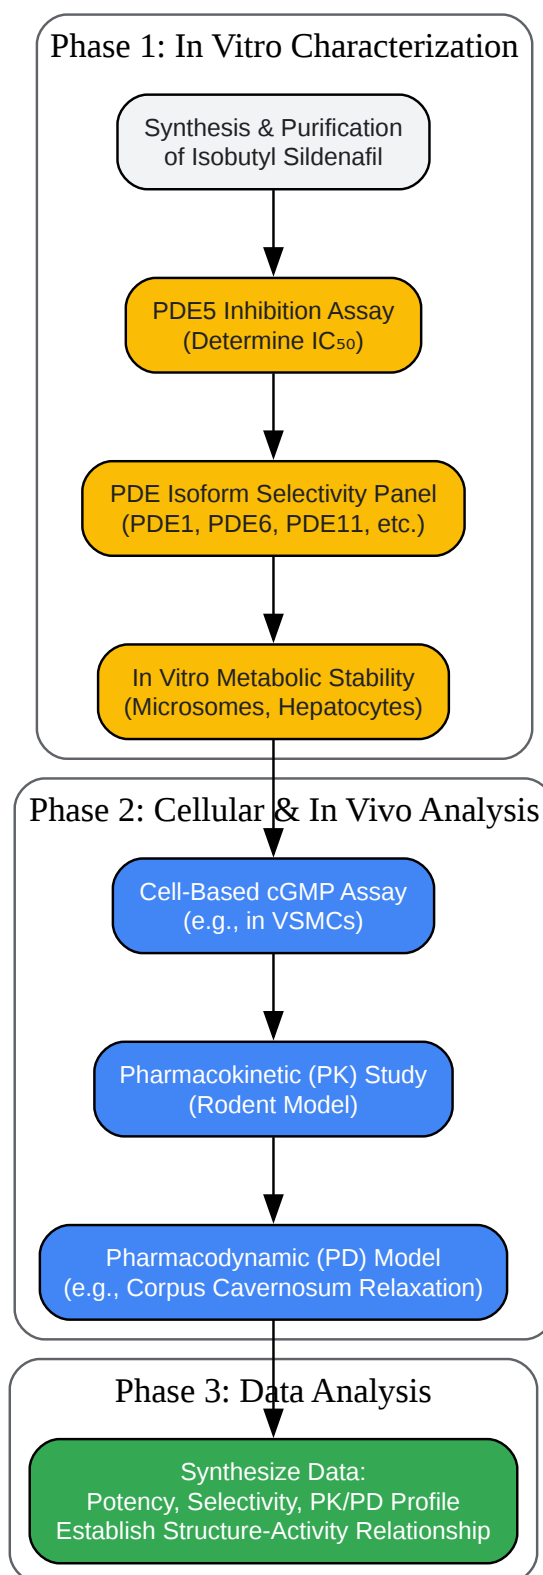 Phase 1: In Vitro Characterization
Synthesis & Purification
of Isobutyl Sildenafil
PDE5 Inhibition Assay
(Determine IC₅₀)
PDE Isoform Selectivity Panel
(PDE1, PDE6, PDE11, etc.)
In Vitro Metabolic Stability
(Microsomes, Hepatocytes)
Phase 2: Cellular & In Vivo Analysis
Cell-Based cGMP Assay
(e.g., in VSMCs)
Pharmacokinetic (PK) Study
(Rodent Model)
Pharmacodynamic (PD) Model
(e.g., Corpus Cavernosum Relaxation)
Phase 3: Data Analysis
Synthesize Data:
Potency, Selectivity, PK/PD Profile
Establish Structure-Activity Relationship